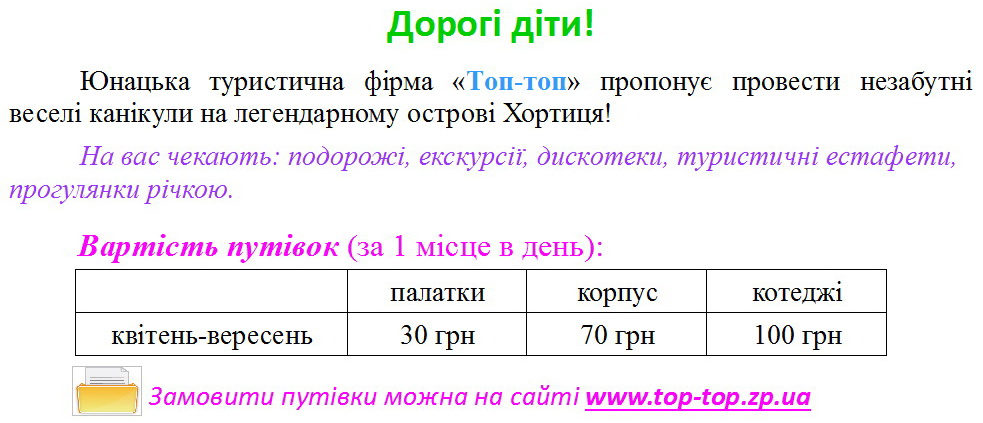 Дорогі діти!
Юнацька туристична фірма «Топ-топ» пропонує провести незабутні
веселі канікули на легендарному острові Хортиця!
На вас чекають: подорожі, екскурсії, дискотеки, туристичні естафети,
прогулянки річкою.
Вартість путівок (за 1 місце в день):
палатки корпус котеджі
квітень-вересень 30 грн 70 грн 100 грн
Замовити путівки можна на сайті www.top-top.zp.ua